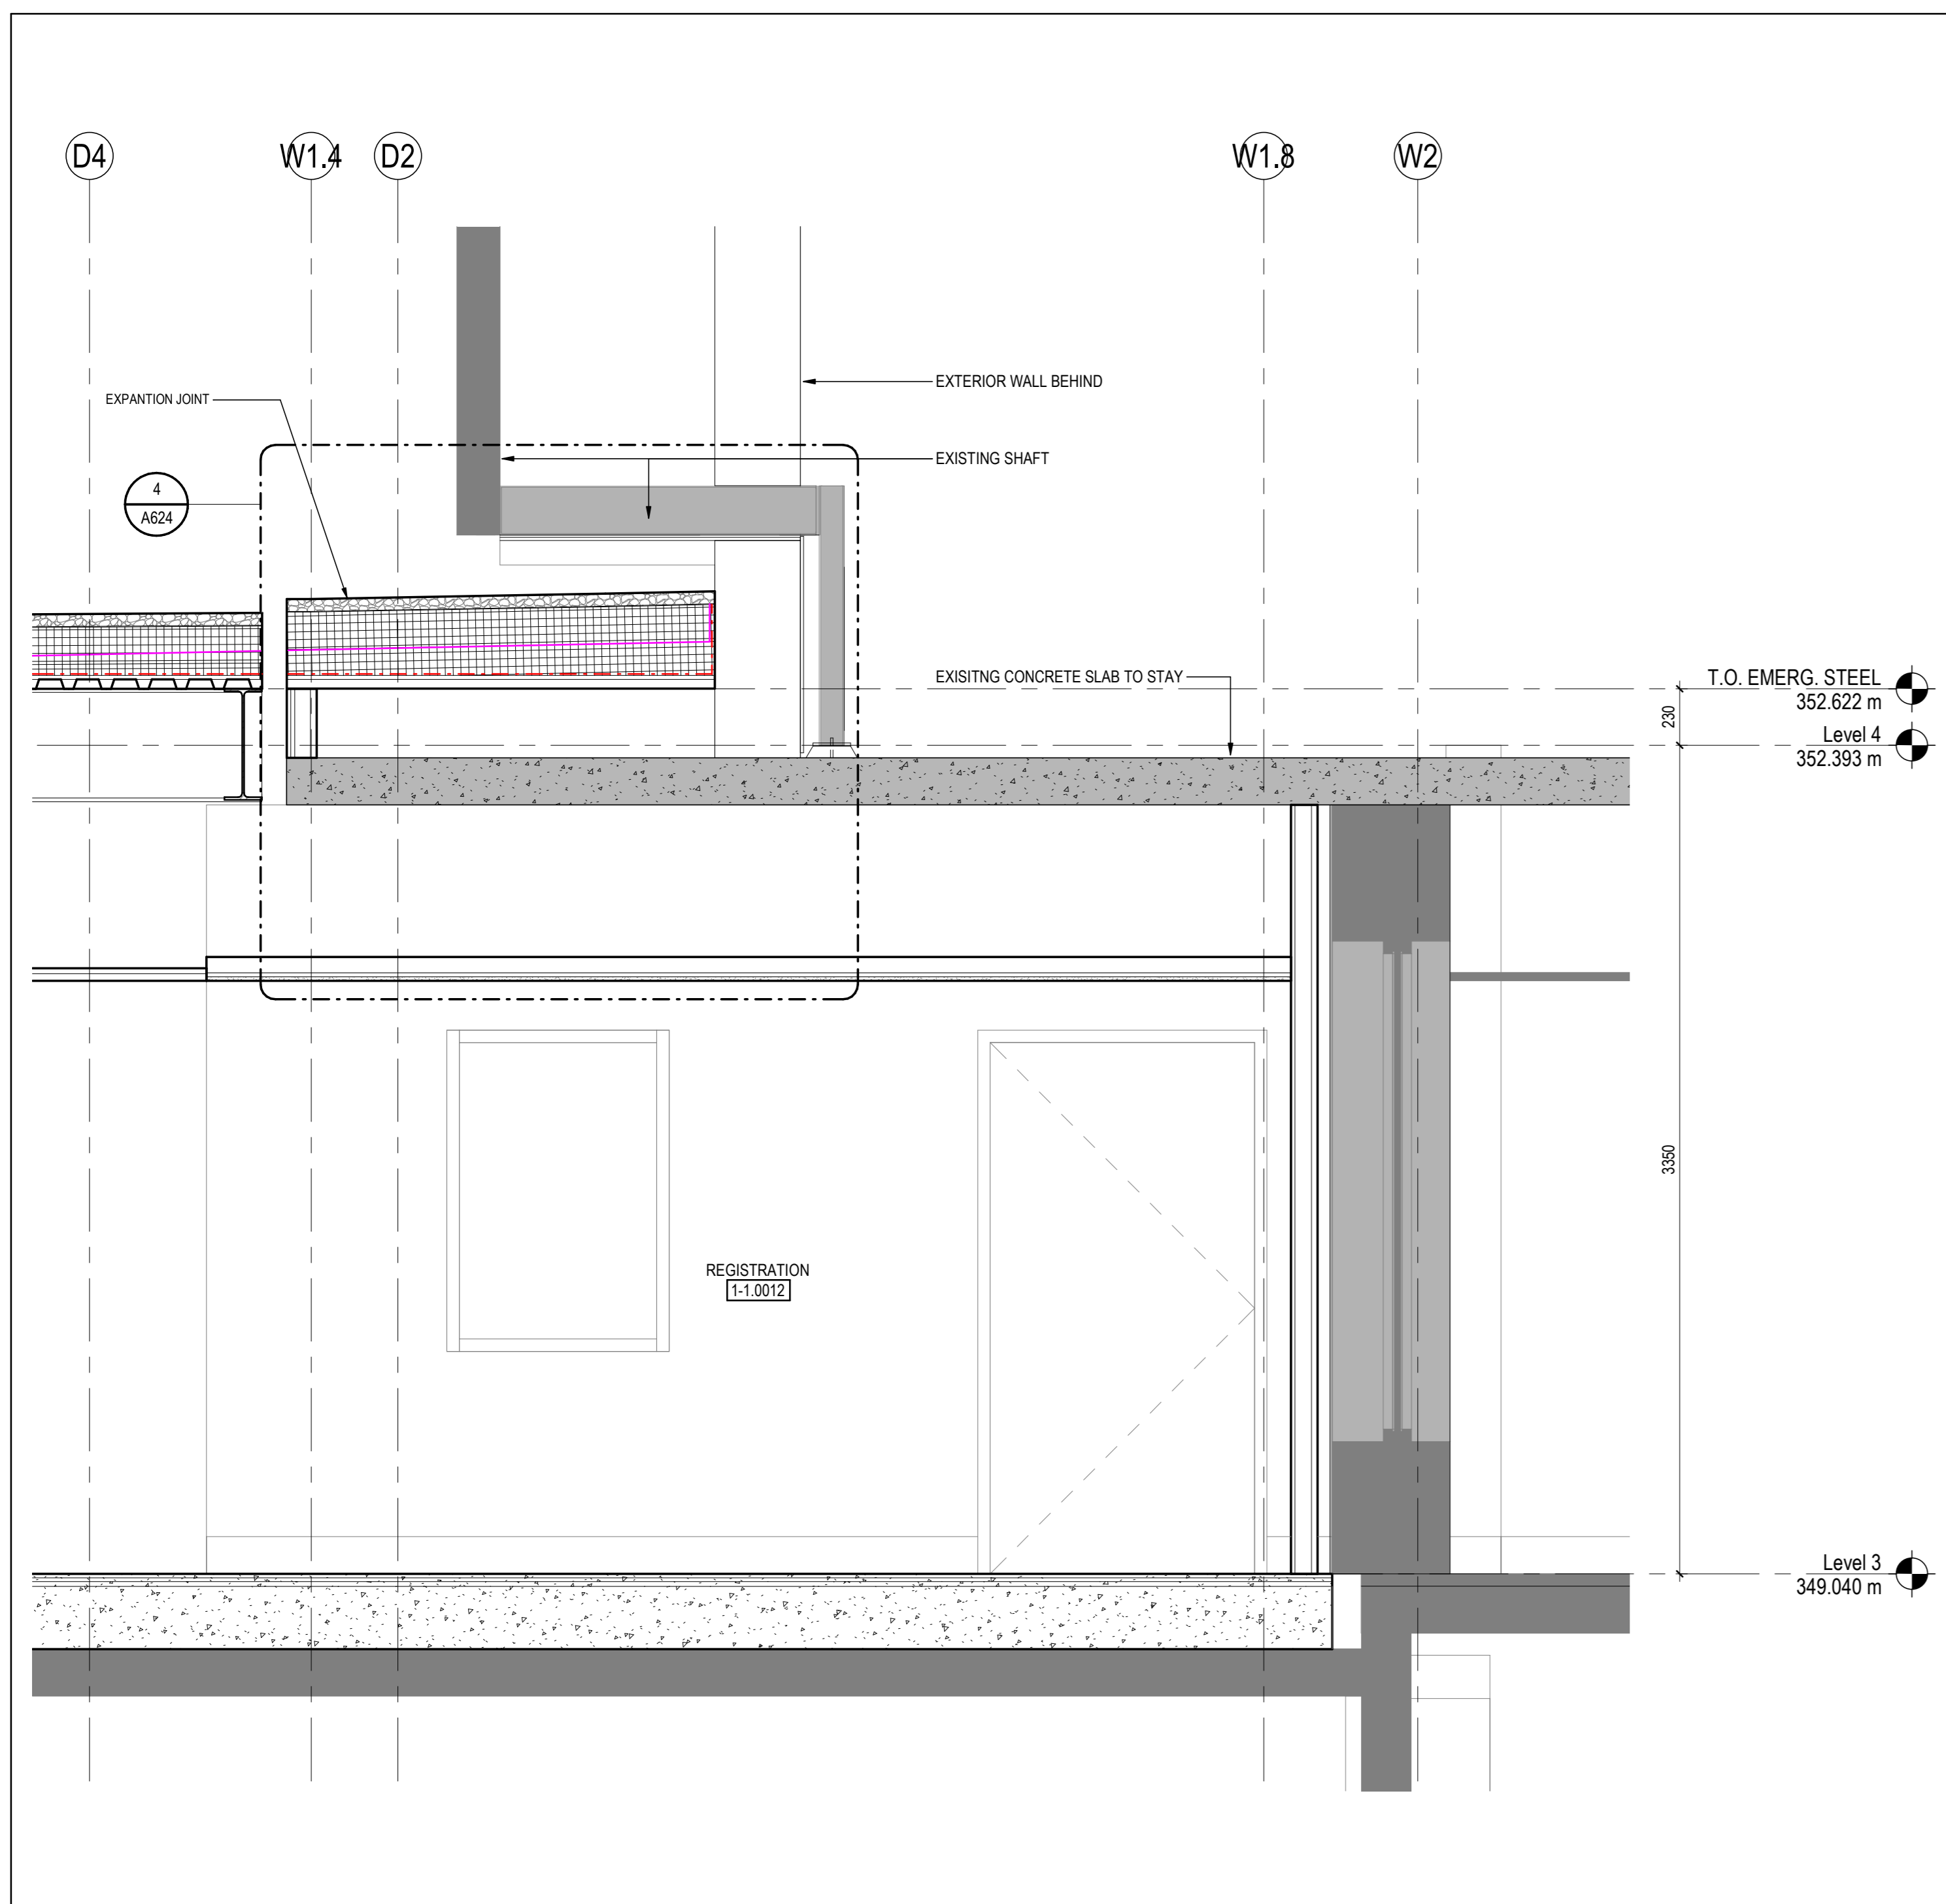 D4
W1.4
D2
W1.8
W2
EXTERIOR WALL BEHIND
EXPANTION JOINT
EXISTING SHAFT
4
A624
EXISITNG CONCRETE SLAB TO STAY
T.O. EMERG. STEEL
352.622 m
230
Level 4
352.393 m
3350
REGISTRATION
1-1.0012
Level 3
349.040 m